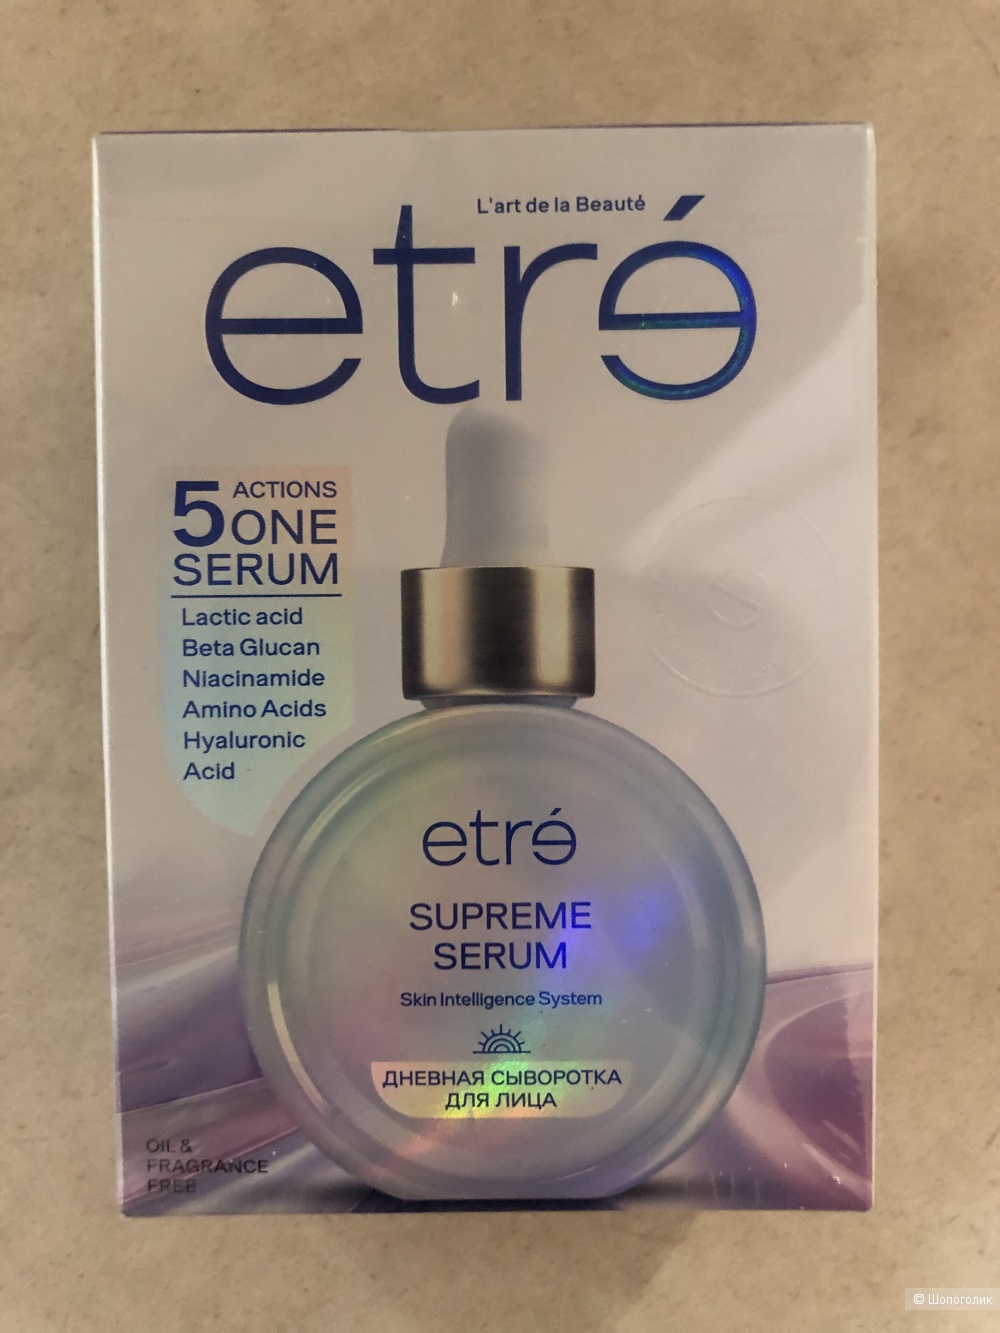 L'art de la Beauté
etré
5 ACTIONS
ONE
SERUM
Lactic acid
Beta Glucan
Niacinamide
Amino Acids
Hyaluronic
Acid
etré
SUPREME
SERUM
Skin Intelligence System
ДНЕВНАЯ СЫВОРОТКА
ДЛЯ ЛИЦА
OIL &
FRAGRANCE
FREE
© Шопоголик